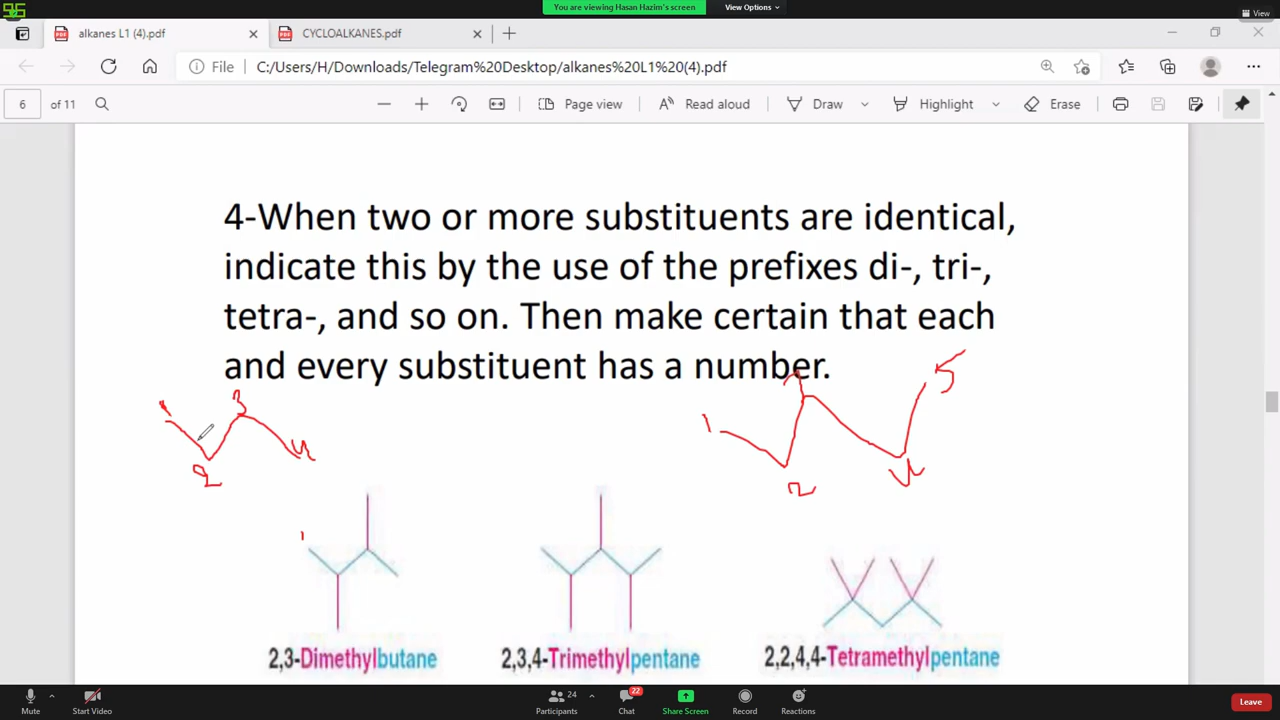 You are viewing Hasan Hazim's screen
View Options
View
alkanes L1 (4).pdf
CYCLOALKANES.pdf
File
C:/Users/H/Downloads/Telegram%20Desktop/alkanes%20L1%20(4).pdf
6 of 11
Page view
Read aloud
Draw
Highlight
Erase
4-When two or more substituents are identical,
indicate this by the use of the prefixes di-, tri-,
tetra-, and so on. Then make certain that each
and every substituent has a number.
1 2 3 4
1 2 3 4 5
2,3-Dimethylbutane
2,3,4-Trimethylpentane
2,2,4,4-Tetramethylpentane
Mute
Start Video
24
Participants
22
Chat
Share Screen
Record
Reactions
Leave